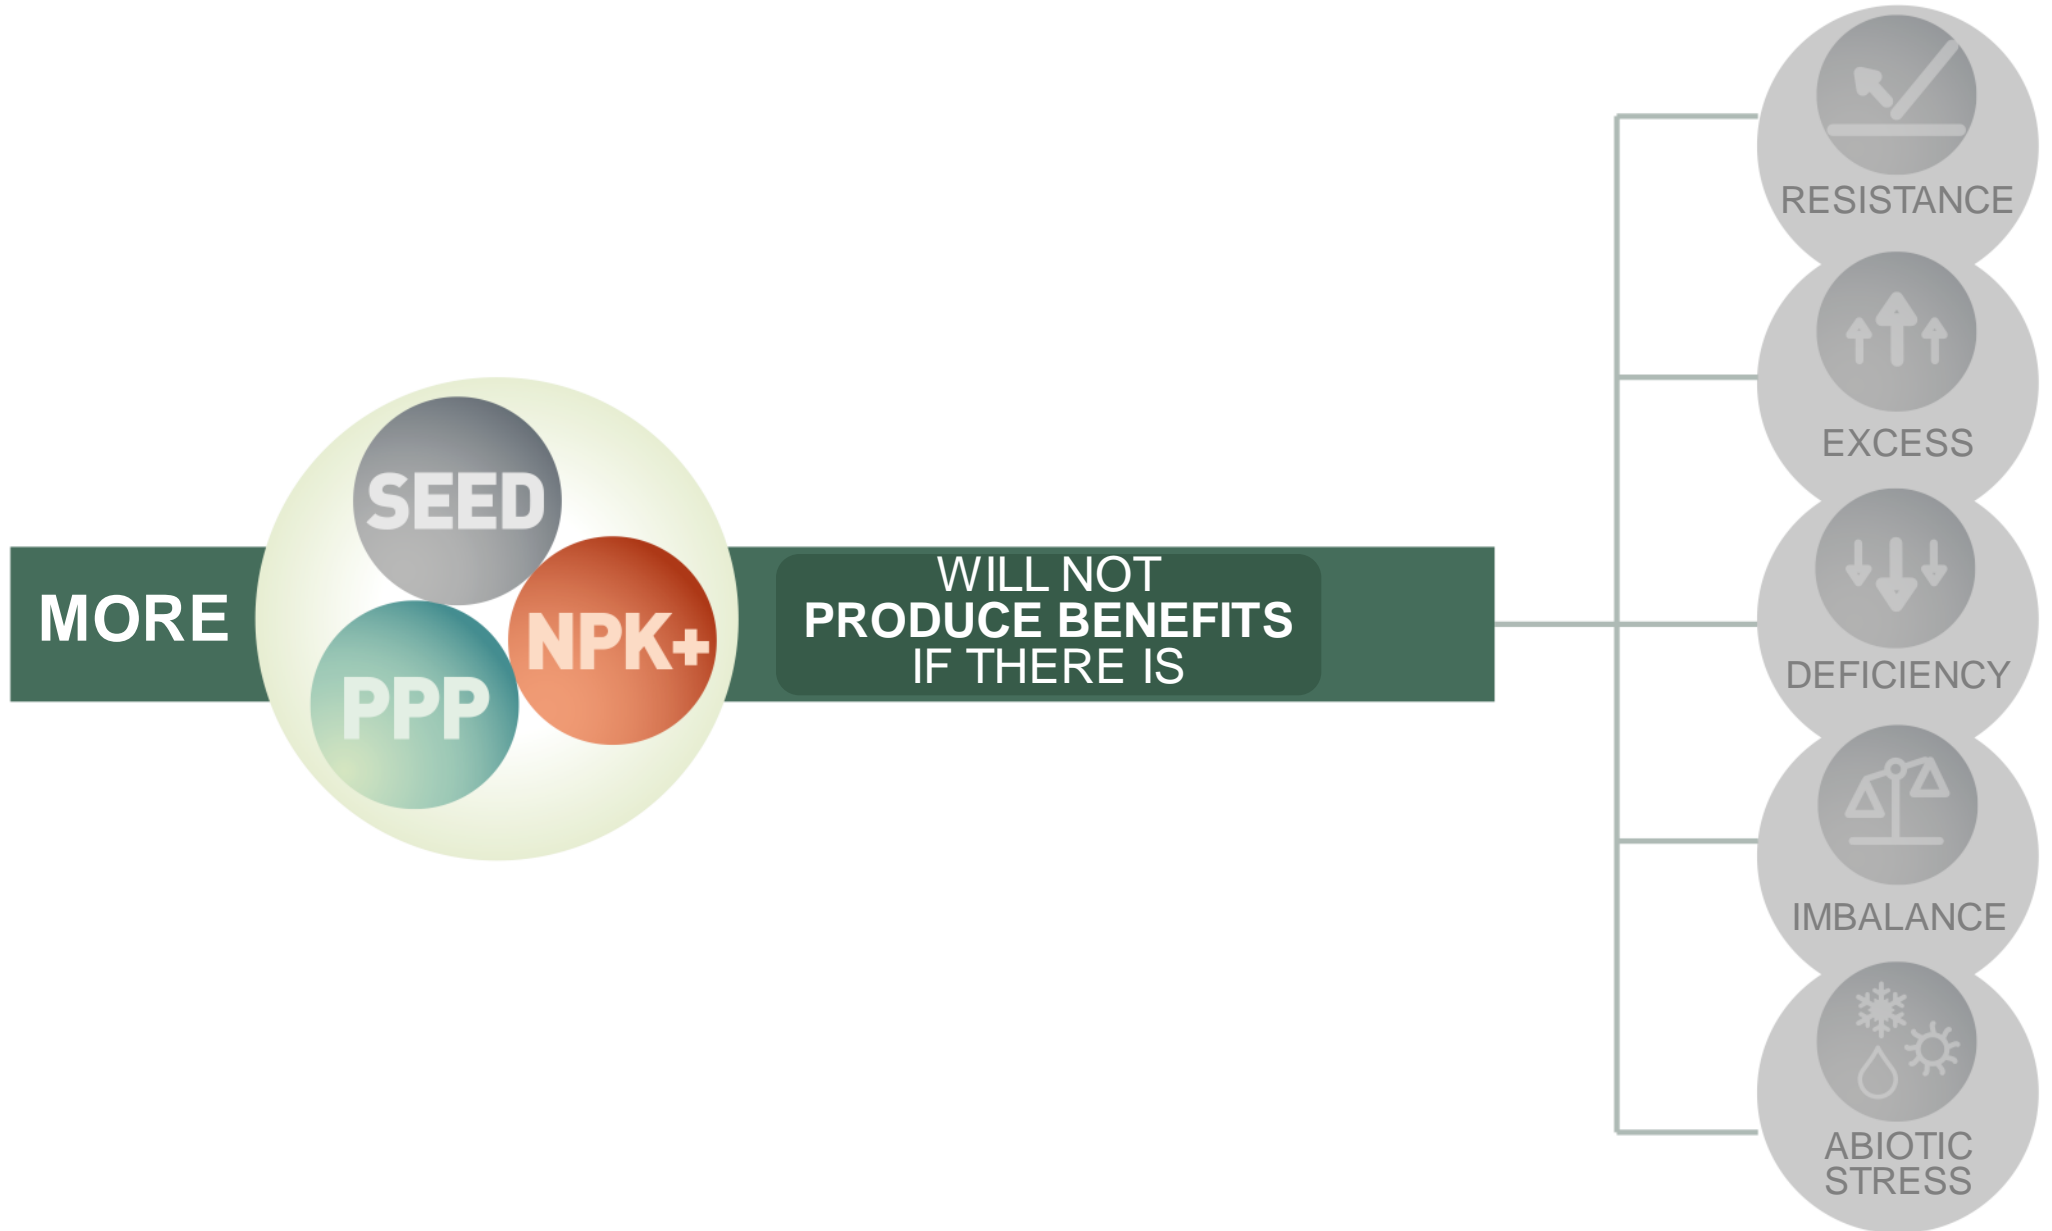 MORE
SEED
NPK+
PPP
WILL NOT
PRODUCE BENEFITS
IF THERE IS
RESISTANCE
EXCESS
DEFICIENCY
IMBALANCE
ABIOTIC
STRESS